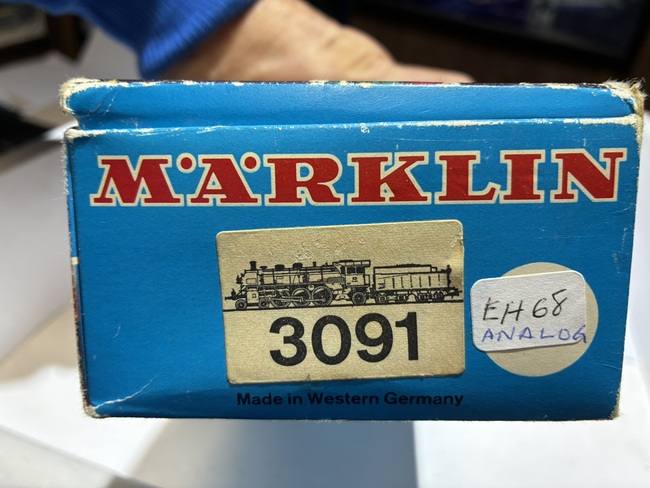 MÄRKLIN
3091
EH68
ANALOG
Made in Western Germany